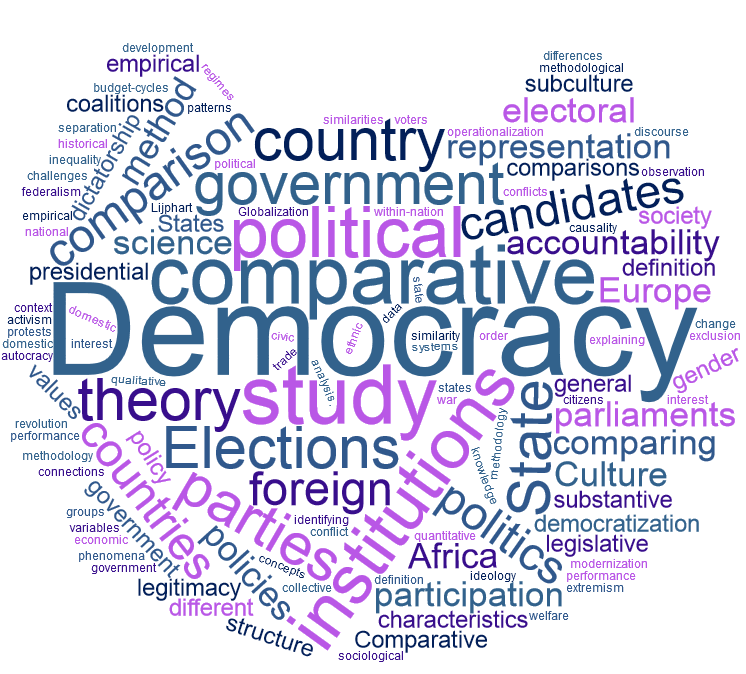 development
differences
empirical
regimes
methodological
budget-cycles
subculture
coalitions
patterns
method
electoral
separation
similarities
voters
operationalization
discourse
historical
dictatorship
comparison
country
representation
inequality
political
comparisons
observation
challenges
government
conflicts
candidates
federalism
Lijphart
Globalization
within-nation
society
empirical
States
political
causality
national
science
accountability
presidential
comparative
definition
Europe
context
domestic
state
data
activism
Democracy
change
protests
civic
ethnic
similarity
order
explaining
exclusion
domestic
interest
systems
autocracy
trade
gender
values
qualitative
analysis.
states
general
theory
study
war
citizens
interest
revolution
institutions
State
parliaments
performance
countries
policy
Elections
methodology
comparing
methodology
knowledge
Culture
connections
parties
foreign
politics
substantive
groups
government
identifying
democratization
variables
policies
conflict
quantitative
legislative
economic
phenomena
concepts
Africa
modernization
government
definition
ideology
performance
legitimacy
collective
participation
extremism
different
characteristics
welfare
structure
Comparative
sociological